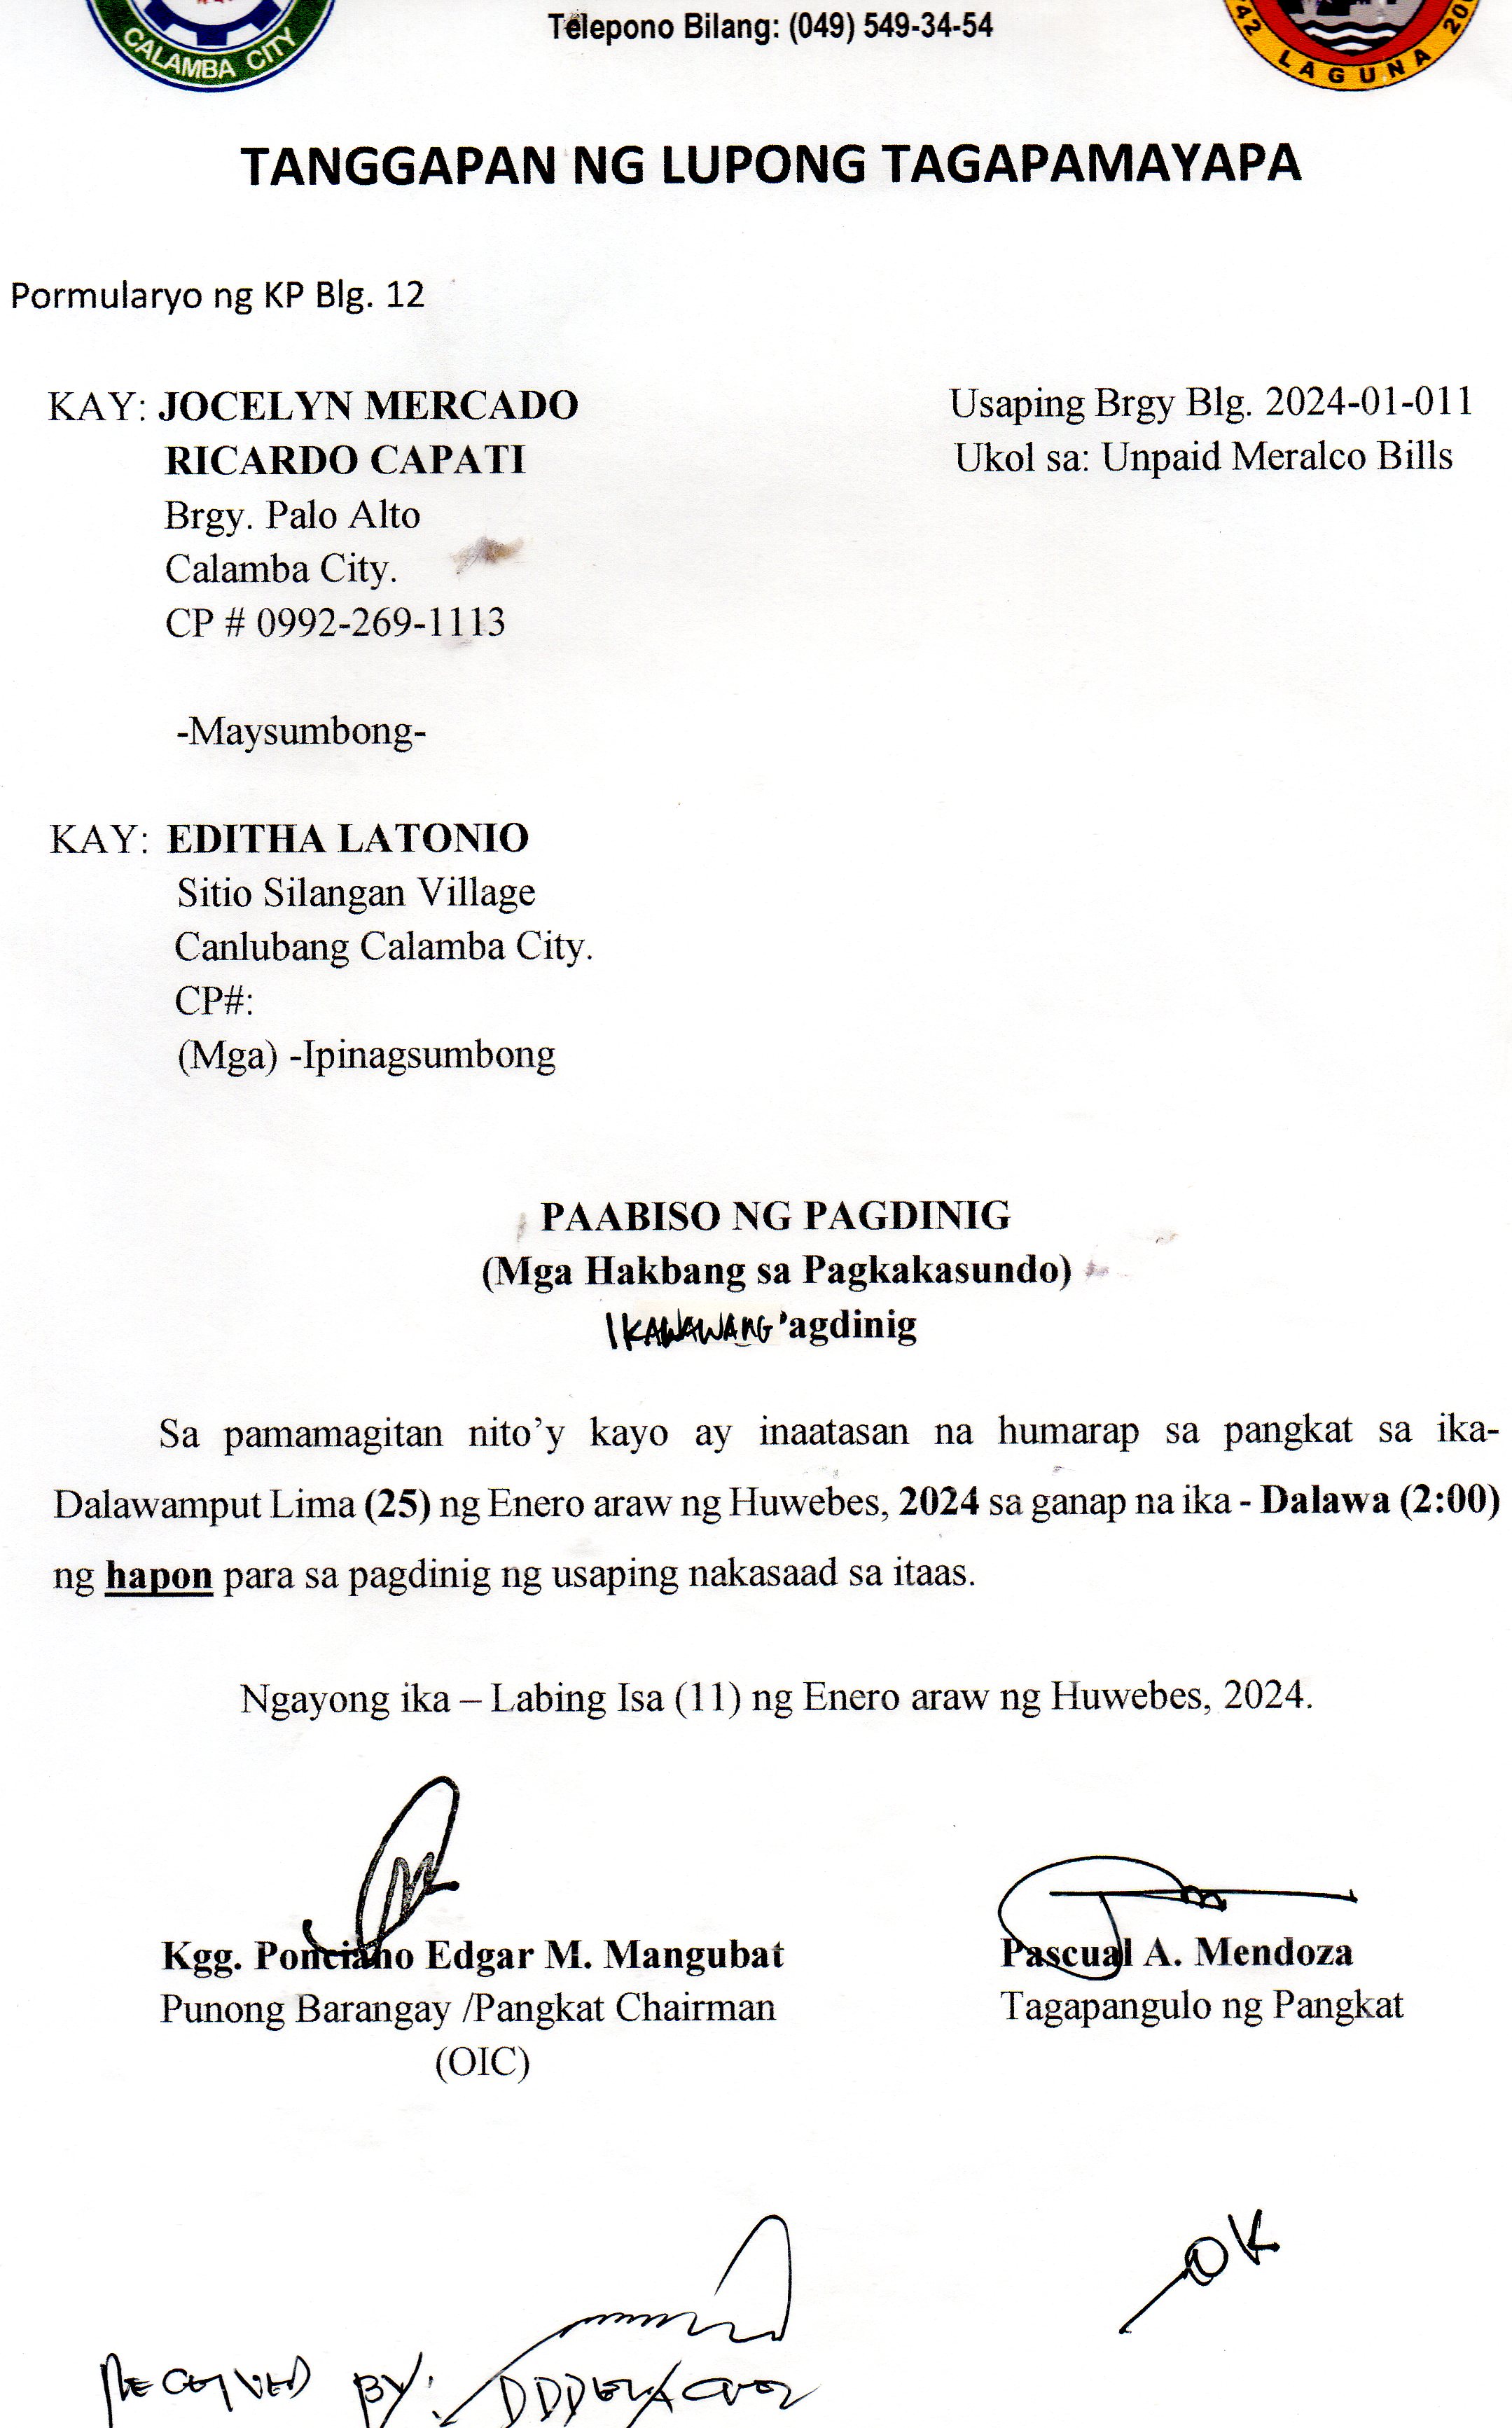 CALAMBA CITY
Telepono Bilang: (049) 549-34-54
LAGUNA
TANGGAPAN NG LUPONG TAGAPAMAYAPA
Pormularyo ng KP Blg. 12
KAY: JOCELYN MERCADO
Usaping Brgy Blg. 2024-01-011
RICARDO CAPATI
Ukol sa: Unpaid Meralco Bills
Brgy. Palo Alto
Calamba City.
CP # 0992-269-1113
-Maysumbong-
KAY: EDITHA LATONIO
Sitio Silangan Village
Canlubang Calamba City.
CP#:
(Mga) -Ipinagsumbong
PAABISO NG PAGDINIG
(Mga Hakbang sa Pagkakasundo)
IKAWAWANG 'agdinig
Sa pamamagitan nito'y kayo ay inaatasan na humarap sa pangkat sa ika-
Dalawamput Lima (25) ng Enero araw ng Huwebes, 2024 sa ganap na ika - Dalawa (2:00)
ng hapon para sa pagdinig ng usaping nakasaad sa itaas.
Ngayong ika – Labing Isa (11) ng Enero araw ng Huwebes, 2024.
Kgg. Ponciano Edgar M. Mangubat
Pascual A. Mendoza
Punong Barangay /Pangkat Chairman
Tagapangulo ng Pangkat
(OIC)
OK
RECEIVED BY: